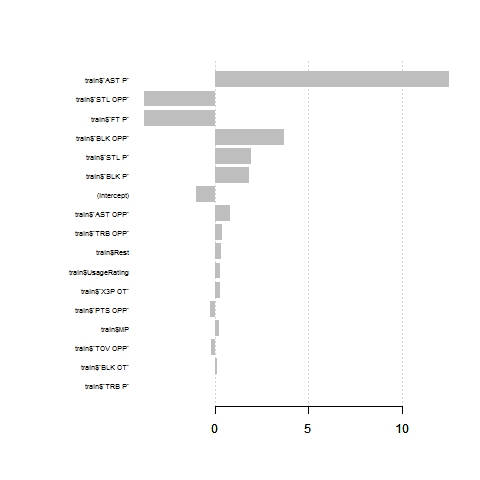 train$`AST P`
train$`STL OPP`
train$`FT P`
train$`BLK OPP`
train$`STL P`
train$`BLK P`
(Intercept)
train$`AST OPP`
train$`TRB OPP`
train$Rest
train$UsageRating
train$`X3P OT`
train$`PTS OPP`
train$MP
train$`TOV OPP`
train$`BLK OT`
train$`TRB P`
0 5 10